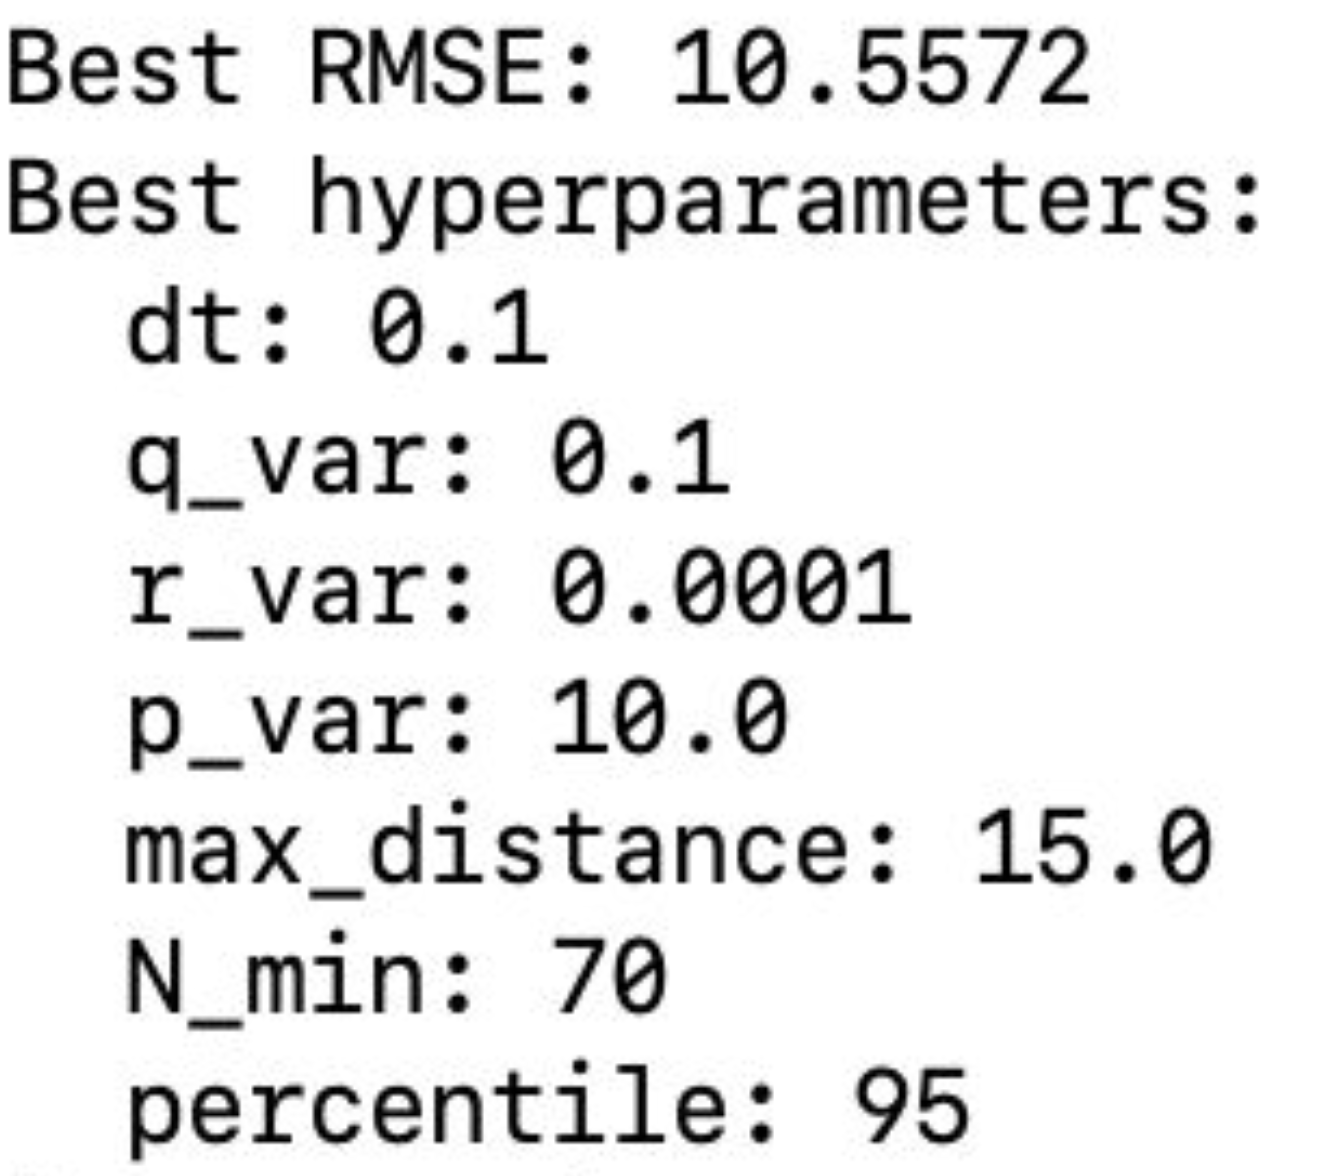 Best RMSE: 10.5572
Best hyperparameters:
  dt: 0.1
  q_var: 0.1
  r_var: 0.0001
  p_var: 10.0
  max_distance: 15.0
  N_min: 70
  percentile: 95